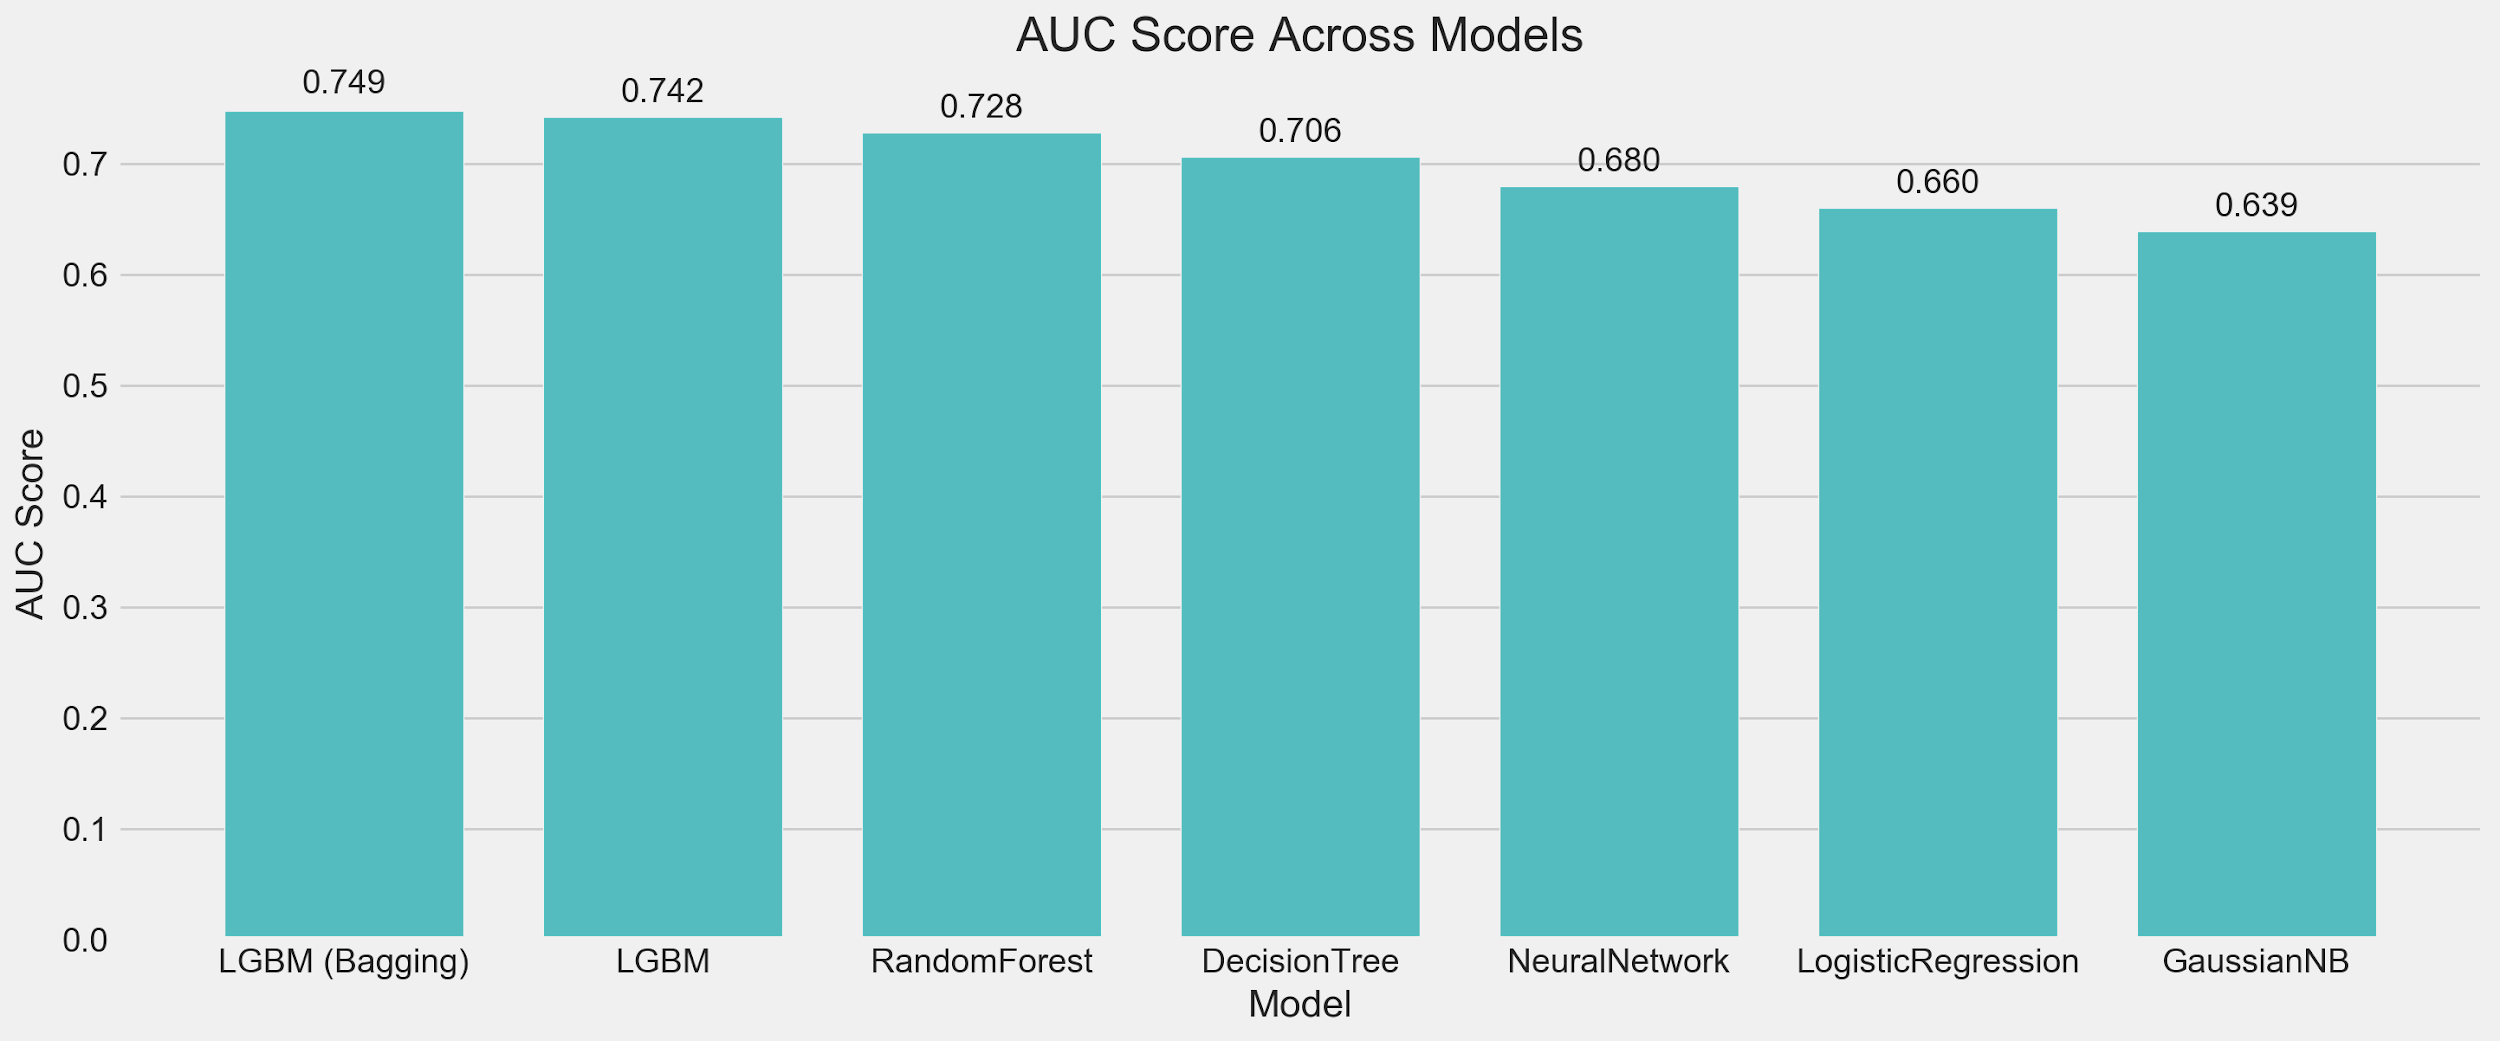 AUC Score Across Models
0.749
0.742
0.728
0.706
0.680
0.660
0.639
0.7
0.6
0.5
0.4
0.3
0.2
0.1
0.0
AUC Score
LGBM (Bagging)
LGBM
RandomForest
DecisionTree
NeuralNetwork
LogisticRegression
GaussianNB
Model